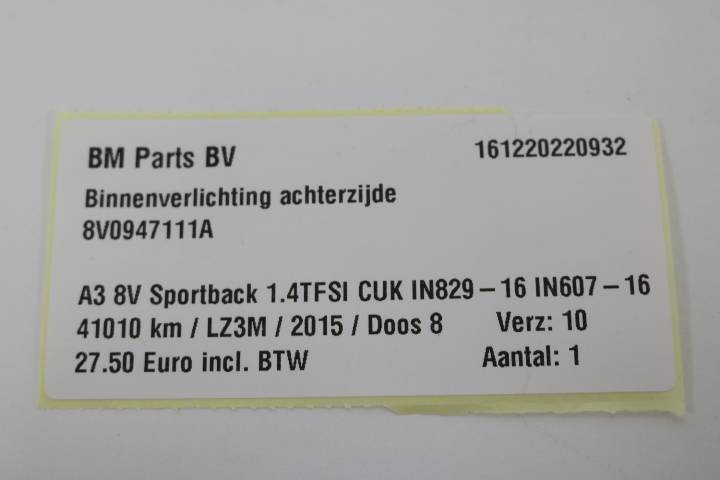 BM Parts BV 161220220932
Binnenverlichting achterzijde
8V0947111A
A3 8V Sportback 1.4TFSI CUK IN829 – 16 IN607 – 16
41010 km / LZ3M / 2015 / Doos 8 Verz: 10
27.50 Euro incl. BTW Aantal: 1